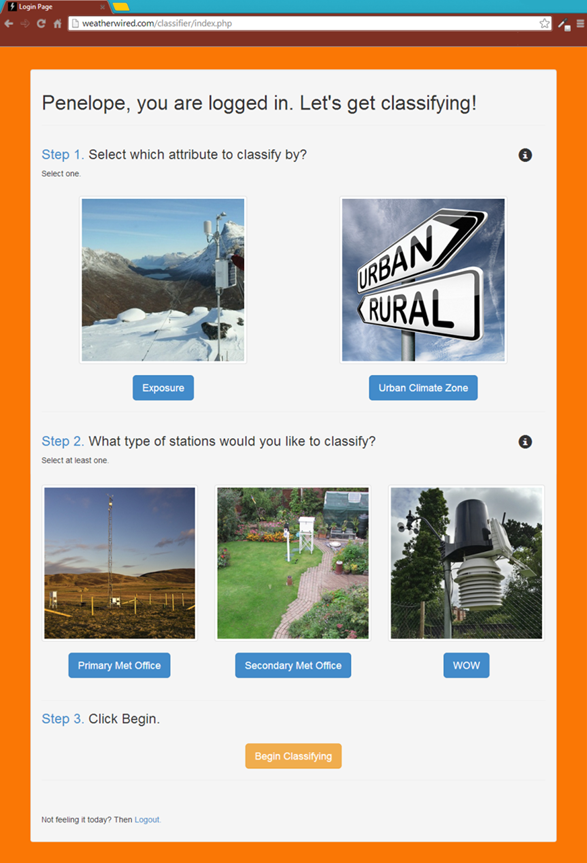 Login Page
weatherwired.com/classifier/index.php
Penelope, you are logged in. Let's get classifying!
Step 1. Select which attribute to classify by?
Select one.
URBAN
RURAL
Exposure
Urban Climate Zone
Step 2. What type of stations would you like to classify?
Select at least one.
Primary Met Office
Secondary Met Office
WOW
Step 3. Click Begin.
Begin Classifying
Not feeling it today? Then Logout.